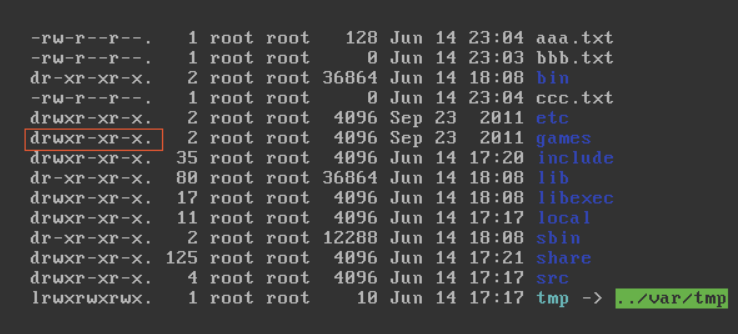 -rw-r--r--. 1 root root 128 Jun 14 23:04 aaa.txt
-rw-r--r--. 1 root root 0 Jun 14 23:03 bbb.txt
dr-xr-xr-x. 2 root root 36864 Jun 14 18:08 bin
-rw-r--r--. 1 root root 0 Jun 14 23:04 ccc.txt
drwxr-xr-x. 2 root root 4096 Sep 23 2011 etc
drwxr-xr-x. 2 root root 4096 Sep 23 2011 games
drwxr-xr-x. 35 root root 4096 Jun 14 17:20 include
dr-xr-xr-x. 80 root root 36864 Jun 14 18:08 lib
drwxr-xr-x. 17 root root 4096 Jun 14 18:08 libexec
drwxr-xr-x. 11 root root 4096 Jun 14 17:17 local
dr-xr-xr-x. 2 root root 12288 Jun 14 18:08 sbin
drwxr-xr-x. 125 root root 4096 Jun 14 17:21 share
drwxr-xr-x. 4 root root 4096 Jun 14 17:17 src
lrwxrwxrwx. 1 root root 10 Jun 14 17:17 tmp -> ../var/tmp